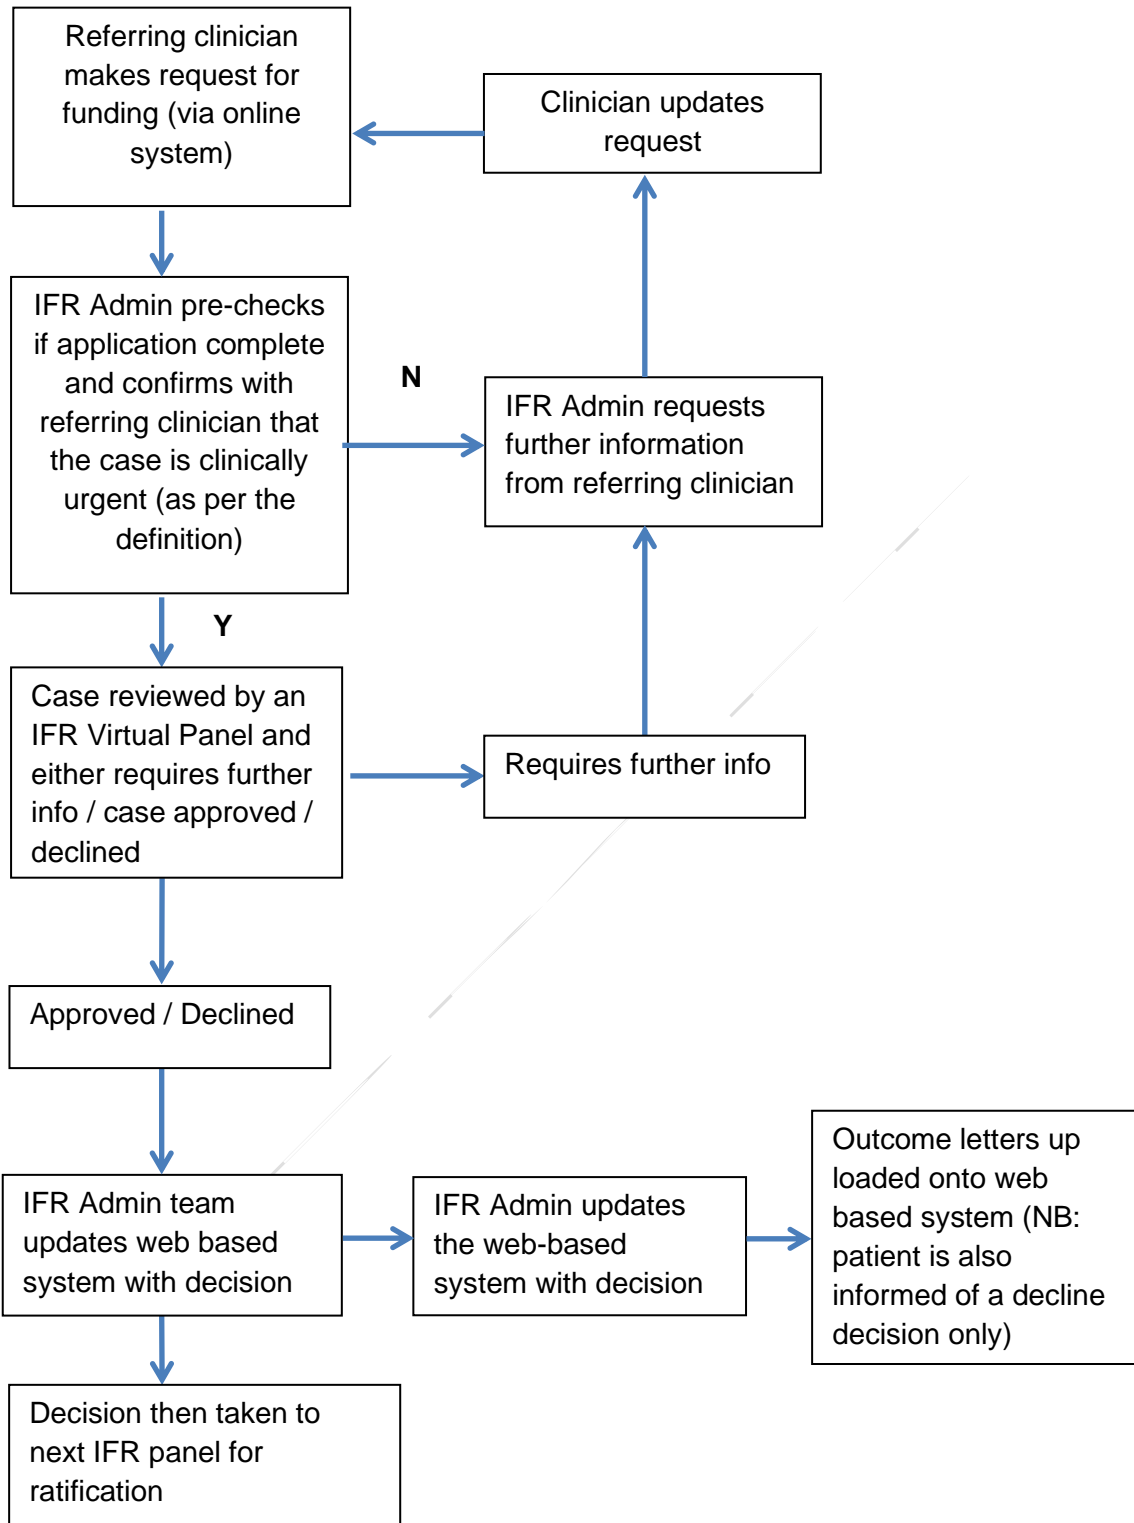 Referring clinician
makes request for
funding (via online
system)
Clinician updates
request
IFR Admin pre-checks
if application complete
and confirms with
referring clinician that
the case is clinically
urgent (as per the
definition)
N
IFR Admin requests
further information
from referring clinician
Y
Case reviewed by an
IFR Virtual Panel and
either requires further
info / case approved /
declined
Requires further info
Approved / Declined
IFR Admin team
updates web based
system with decision
IFR Admin updates
the web-based
system with decision
Outcome letters up
loaded onto web
based system (NB:
patient is also
informed of a decline
decision only)
Decision then taken to
next IFR panel for
ratification